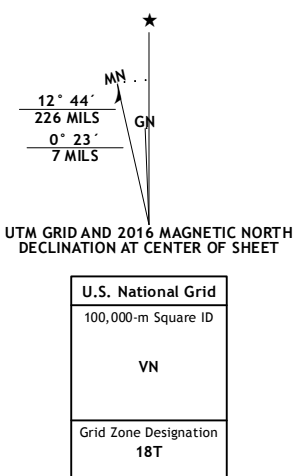 ★
MN
12° 44´
226 MILS
GN
0° 23´
7 MILS
UTM GRID AND 2016 MAGNETIC NORTH
DECLINATION AT CENTER OF SHEET
U.S. National Grid
100,000-m Square ID
VN
Grid Zone Designation
18T